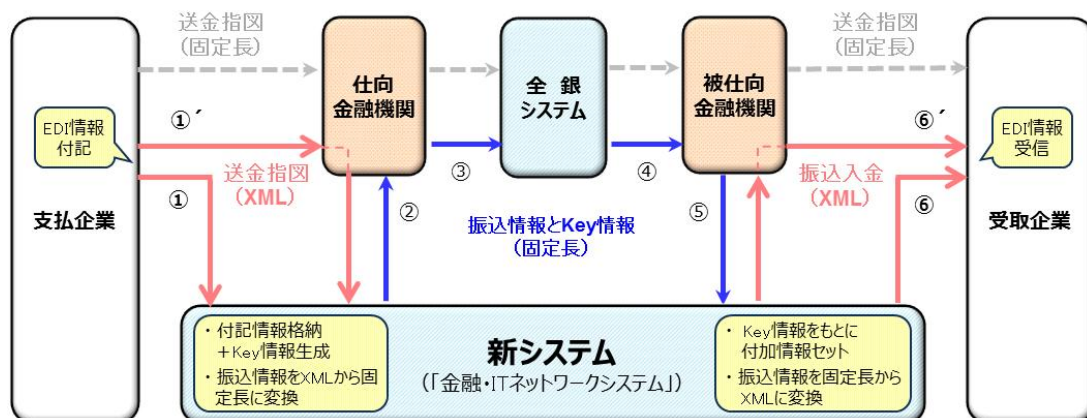 送金指図
（固定長）
送金指図
（固定長）
仕向
金融機関
全 銀
システム
被仕向
金融機関
EDI情報
付記
①´
⑥´
EDI情報
受信
送金指図
（XML）
③
④
振込入金
（XML）
①
②
⑤
⑥
支払企業
振込情報とKey情報
（固定長）
受取企業
・ 付記情報格納
＋Key情報生成
・ 振込情報をXMLから固
定長に変換
新システム
（「金融・ITネットワークシステム」）
・ Key情報をもとに
付加情報セット
・ 振込情報を固定長から
XMLに変換